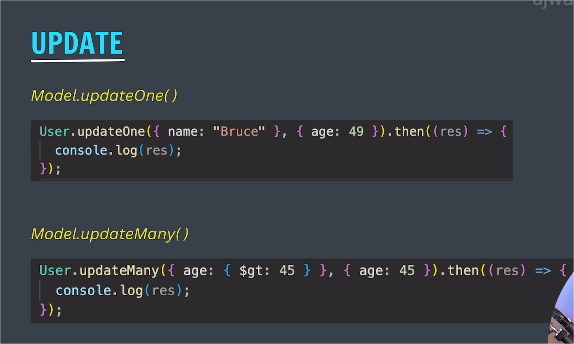 UPDATE
Model.updateOne()
User.updateOne({ name: "Bruce" }, { age: 49 }).then((res) => {
console.log(res);
});
Model.updateMany()
User.updateMany({ age: { $gt: 45 } }, { age: 45 }).then((res) => {
console.log(res);
});